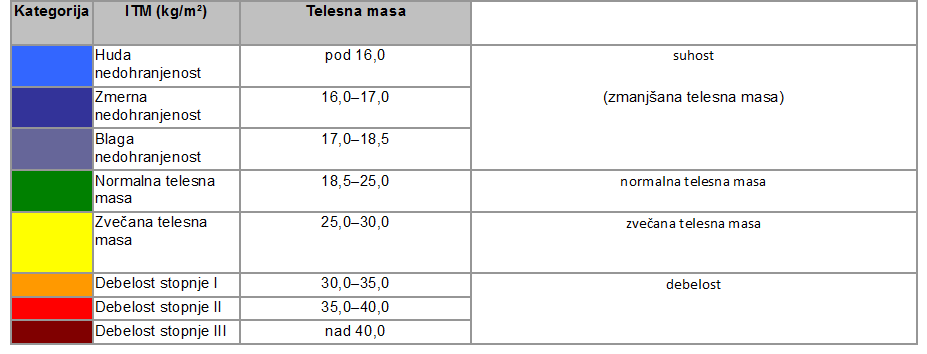 Kategorija ITM (kg/m²) Telesna masa
Huda nedohranjenost pod 16,0 suhost
Zmerna nedohranjenost 16,0–17,0 (zmanjšana telesna masa)
Blaga nedohranjenost 17,0–18,5
Normalna telesna masa 18,5–25,0 normalna telesna masa
Zvečana telesna masa 25,0–30,0 zvečana telesna masa
Debelost stopnje I 30,0–35,0 debelost
Debelost stopnje II 35,0–40,0
Debelost stopnje III nad 40,0